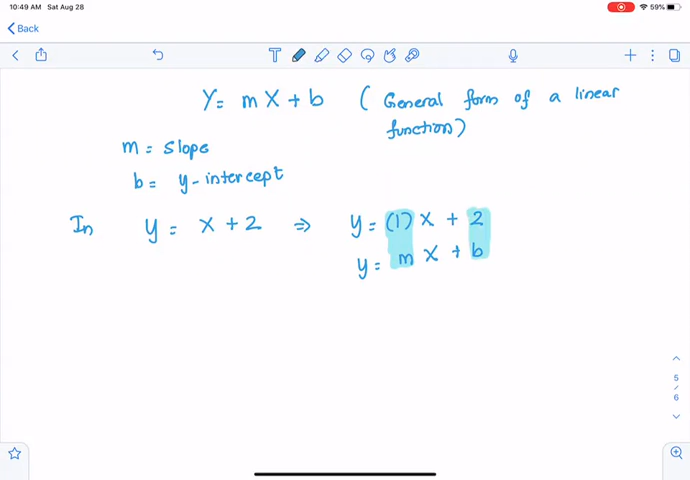 10:49 AM Sat Aug 28
59%
Back
T
Y = m X + b ( General form of a linear
function)
m = slope
b = y-intercept
In y = x + 2 ⇒ y = (1) x + 2
y = m x + b
5
/
6